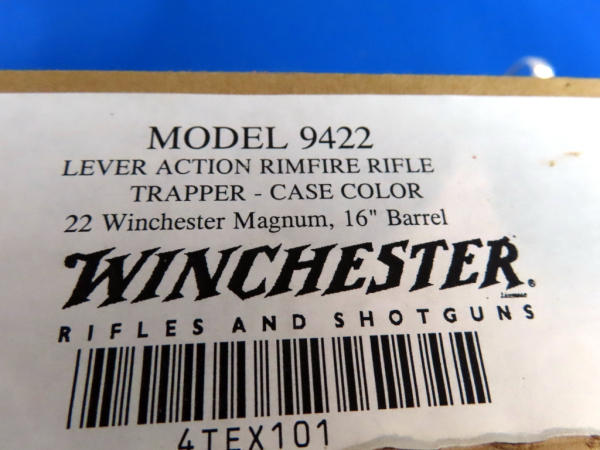 MODEL 9422
LEVER ACTION RIMFIRE RIFLE
TRAPPER - CASE COLOR
22 Winchester Magnum, 16" Barrel
WINCHESTER®
Licensee
RIFLES AND SHOTGUNS
4TEX101